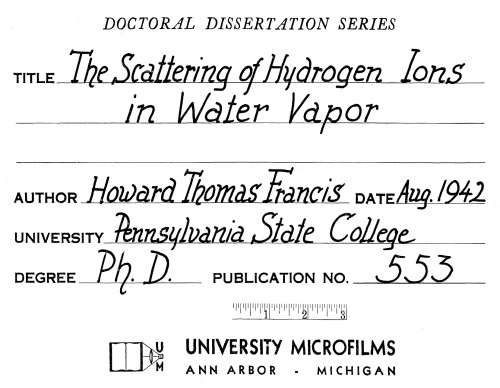 DOCTORAL DISSERTATION SERIES
TITLE The Scattering of Hydrogen Ions
in Water Vapor
AUTHOR Howard Thomas Francis DATE Aug. 1942
UNIVERSITY Pennsylvania State College
DEGREE Ph. D. PUBLICATION NO. 553
1 2 3
U M UNIVERSITY MICROFILMS
ANN ARBOR - MICHIGAN